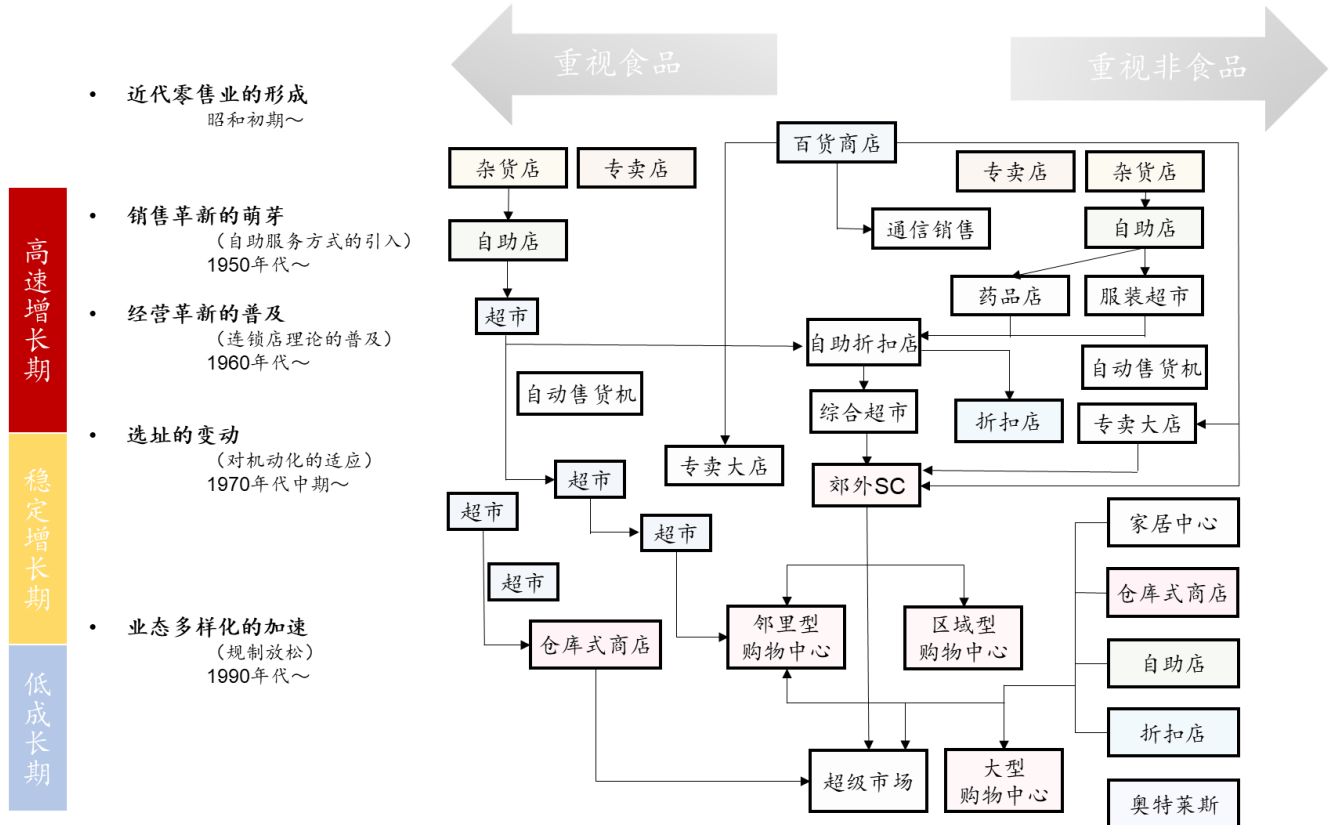 重视食品
重视非食品
• 近代零售业的形成
昭和初期～
百货商店
杂货店
专卖店
专卖店
杂货店
高速增长期
• 销售革新的萌芽
（自助服务方式的引入）
1950年代～
自助店
通信销售
自助店
药品店
服装超市
• 经营革新的普及
（连锁店理论的普及）
1960年代～
超市
自助折扣店
自动售货机
自动售货机
综合超市
折扣店
专卖大店
稳定增长期
• 选址的变动
（对机动化的适应）
1970年代中期～
超市
专卖大店
郊外SC
超市
超市
家居中心
超市
仓库式商店
低成长期
• 业态多样化的加速
（规制放松）
1990年代～
仓库式商店
邻里型
购物中心
区域型
购物中心
自助店
折扣店
超级市场
大型
购物中心
奥特莱斯